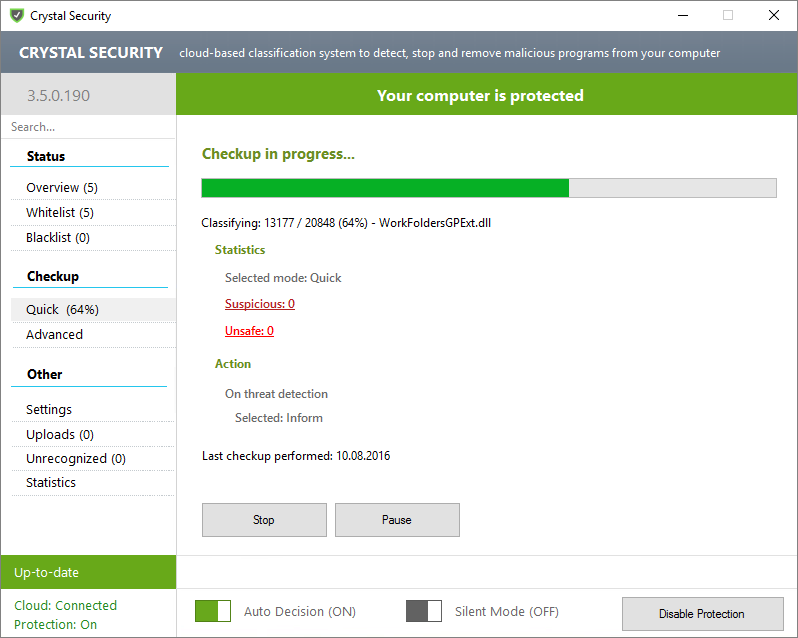 Crystal Security
CRYSTAL SECURITY cloud-based classification system to detect, stop and remove malicious programs from your computer
3.5.0.190
Your computer is protected
Search...
Status
Overview (5)
Whitelist (5)
Blacklist (0)
Checkup
Quick (64%)
Advanced
Other
Settings
Uploads (0)
Unrecognized (0)
Statistics
Checkup in progress...
Classifying: 13177 / 20848 (64%) - WorkFoldersGPExt.dll
Statistics
Selected mode: Quick
Suspicious: 0
Unsafe: 0
Action
On threat detection
Selected: Inform
Last checkup performed: 10.08.2016
Stop
Pause
Up-to-date
Cloud: Connected
Protection: On
Auto Decision (ON)
Silent Mode (OFF)
Disable Protection